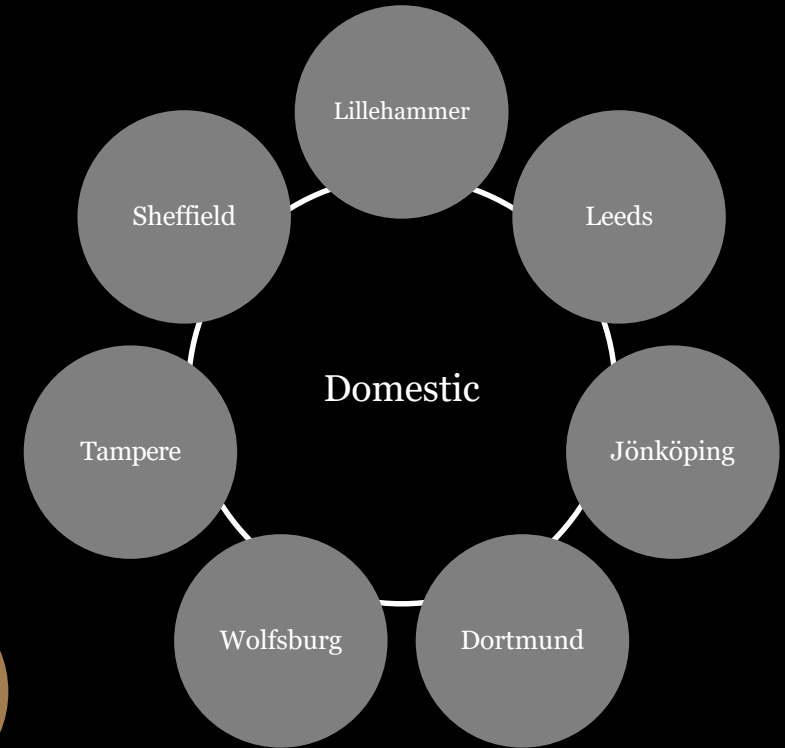 Lillehammer
Leeds
Jönköping
Dortmund
Wolfsburg
Tampere
Sheffield
Domestic